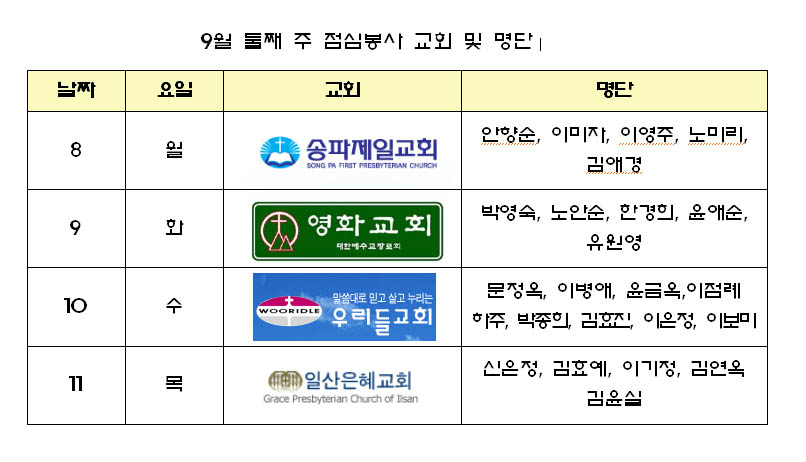 9월 둘째 주 점심봉사 교회 및 명단
날짜 요일 교회 명단
8 월 송파제일교회 SONG PA FIRST PRESBYTERIAN CHURCH 안향순, 이미자, 이영주, 노미리,
김애경
9 화 영화교회 대한예수교장로회 박영숙, 노안순, 한경희, 윤애순,
유원영
10 수 WOORIDLE 말씀대로 믿고 살고 누리는 우리들교회 문정옥, 이병애, 윤금옥,이점례
하주, 박종희, 김효진, 이은정, 이보미
11 목 일산은혜교회 Grace Presbyterian Church of Ilsan 신은정, 김효예, 이기정, 김연옥
김윤실